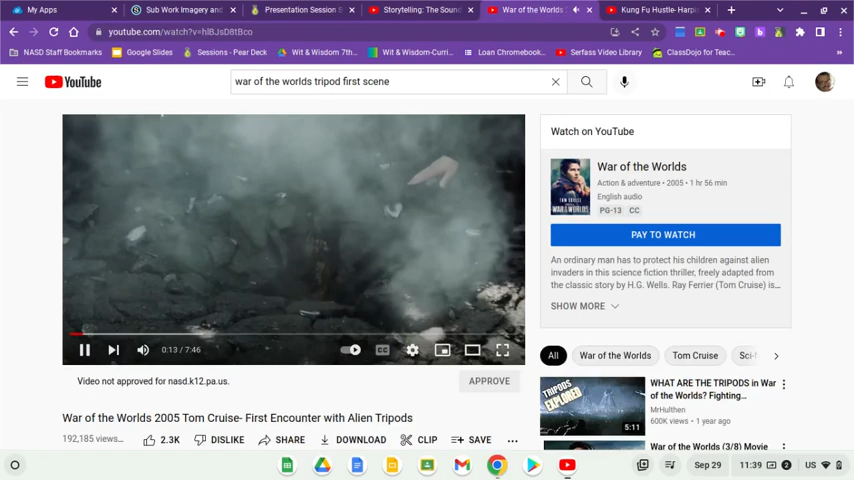 My Apps
Sub Work Imagery and
Presentation Session S
Storytelling: The Sound
War of the Worlds
Kung Fu Hustle- Harpin
youtube.com/watch?v=hl8JsD8tBco
NASD Staff Bookmarks
Google Slides
Sessions - Pear Deck
Wit & Wisdom 7th...
Wit & Wisdom-Curri...
Loan Chromebook...
Serfass Video Library
ClassDojo for Teac...
YouTube
war of the worlds tripod first scene
Watch on YouTube
War of the Worlds
Action & adventure • 2005 • 1 hr 56 min
English audio
PG-13 CC
TOM CRUISE
PAY TO WATCH
An ordinary man has to protect his children against alien
invaders in this science fiction thriller, freely adapted from
the classic story by H.G. Wells. Ray Ferrier (Tom Cruise) is...
SHOW MORE
0:13 / 7:46
CC
Video not approved for nasd.k12.pa.us.
APPROVE
All
War of the Worlds
Tom Cruise
Sci-f
War of the Worlds 2005 Tom Cruise- First Encounter with Alien Tripods
192,185 views...
2.3K
DISLIKE
SHARE
DOWNLOAD
CLIP
SAVE
TRIPODS
EXPLORED
5:11
WHAT ARE THE TRIPODS in War
of the Worlds? Fighting...
MrHulthen
600K views • 1 year ago
War of the Worlds (3/8) Movie
Sep 29
11:39
2
US